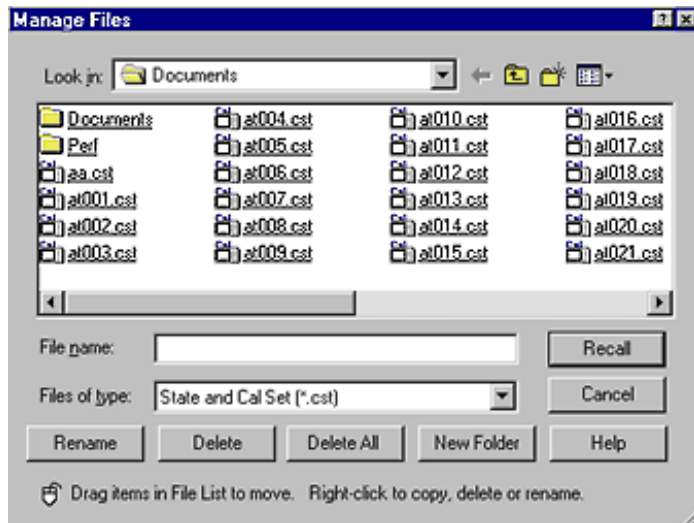 Manage Files
Look in: Documents
Documents at004.cst at010.cst at016.cst
Perf at005.cst at011.cst at017.cst
aa.cst at006.cst at012.cst at018.cst
at001.cst at007.cst at013.cst at019.cst
at002.cst at008.cst at014.cst at020.cst
at003.cst at009.cst at015.cst at021.cst
File name: Recall
Files of type: State and Cal Set (*.cst) Cancel
Rename Delete Delete All New Folder Help
Drag items in File List to move. Right-click to copy, delete or rename.